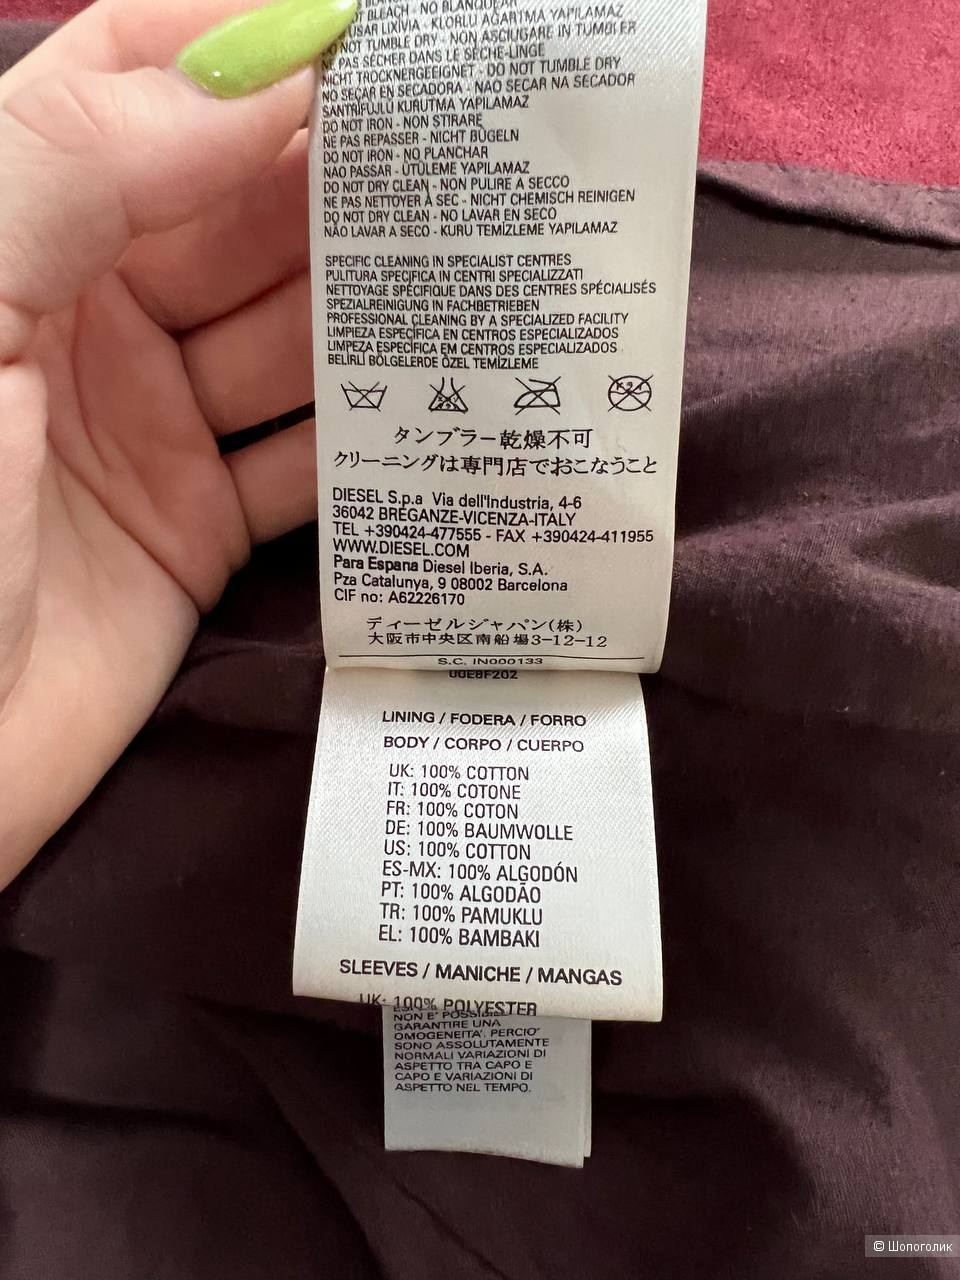 BLEACH - NO BLANQUEAR
USAR LIXIVIA - KLORLU AĞARTMA YAPILAMAZ
DO NOT TUMBLE DRY - NON ASCIUGARE IN TUMBLER
NE PAS SÉCHER DANS LE SÈCHE-LINGE
NICHT TROCKNERGEEIGNET - DO NOT TUMBLE DRY
NO SECAR EN SECADORA - NÃO SECAR NA SECADOR
SANTRIFÜJLÜ KURUTMA YAPILAMAZ
DO NOT IRON - NON STIRARE
NE PAS REPASSER - NICHT BÜGELN
DO NOT IRON - NO PLANCHAR
NÃO PASSAR - ÜTÜLEME YAPILAMAZ
DO NOT DRY CLEAN - NON PULIRE A SECCO
NE PAS NETTOYER À SEC - NICHT CHEMISCH REINIGEN
DO NOT DRY CLEAN - NO LAVAR EN SECO
NÃO LAVAR A SECO - KURU TEMİZLEME YAPILAMAZ
SPECIFIC CLEANING IN SPECIALIST CENTRES
PULITURA SPECIFICA IN CENTRI SPECIALIZZATI
NETTOYAGE SPÉCIFIQUE DANS DES CENTRES SPÉCIALISÉS
SPEZIALREINIGUNG IN FACHBETRIEBEN
PROFESSIONAL CLEANING BY A SPECIALIZED FACILITY
LIMPIEZA ESPECÍFICA EN CENTROS ESPECIALIZADOS
LIMPEZA ESPECÍFICA EM CENTROS ESPECIALIZADOS
BELİRLİ BÖLGELERDE ÖZEL TEMİZLEME
タンブラー乾燥不可
クリーニングは専門店でおこなうこと
DIESEL S.p.a Via dell'Industria, 4-6
36042 BREGANZE-VICENZA-ITALY
TEL +390424-477555 - FAX +390424-411955
WWW.DIESEL.COM
Para Espana Diesel Iberia, S.A.
Pza Catalunya, 9 08002 Barcelona
CIF no: A62226170
ディーゼルジャパン(株)
大阪市中央区南船場3-12-12
S.C. IN000133
00E8F202
LINING / FODERA / FORRO
BODY / CORPO / CUERPO
UK: 100% COTTON
IT: 100% COTONE
FR: 100% COTON
DE: 100% BAUMWOLLE
US: 100% COTTON
ES-MX: 100% ALGODÓN
PT: 100% ALGODÃO
TR: 100% PAMUKLU
EL: 100% BAMBAKI
SLEEVES / MANICHE / MANGAS
UK: 100% POLYESTER
NON E' POSSIBILE
GARANTIRE UNA
OMOGENEITA'. PERCIO'
SONO ASSOLUTAMENTE
NORMALI VARIAZIONI DI
ASPETTO TRA CAPO E
CAPO E VARIAZIONI DI
ASPETTO NEL TEMPO.
© Шопоголик